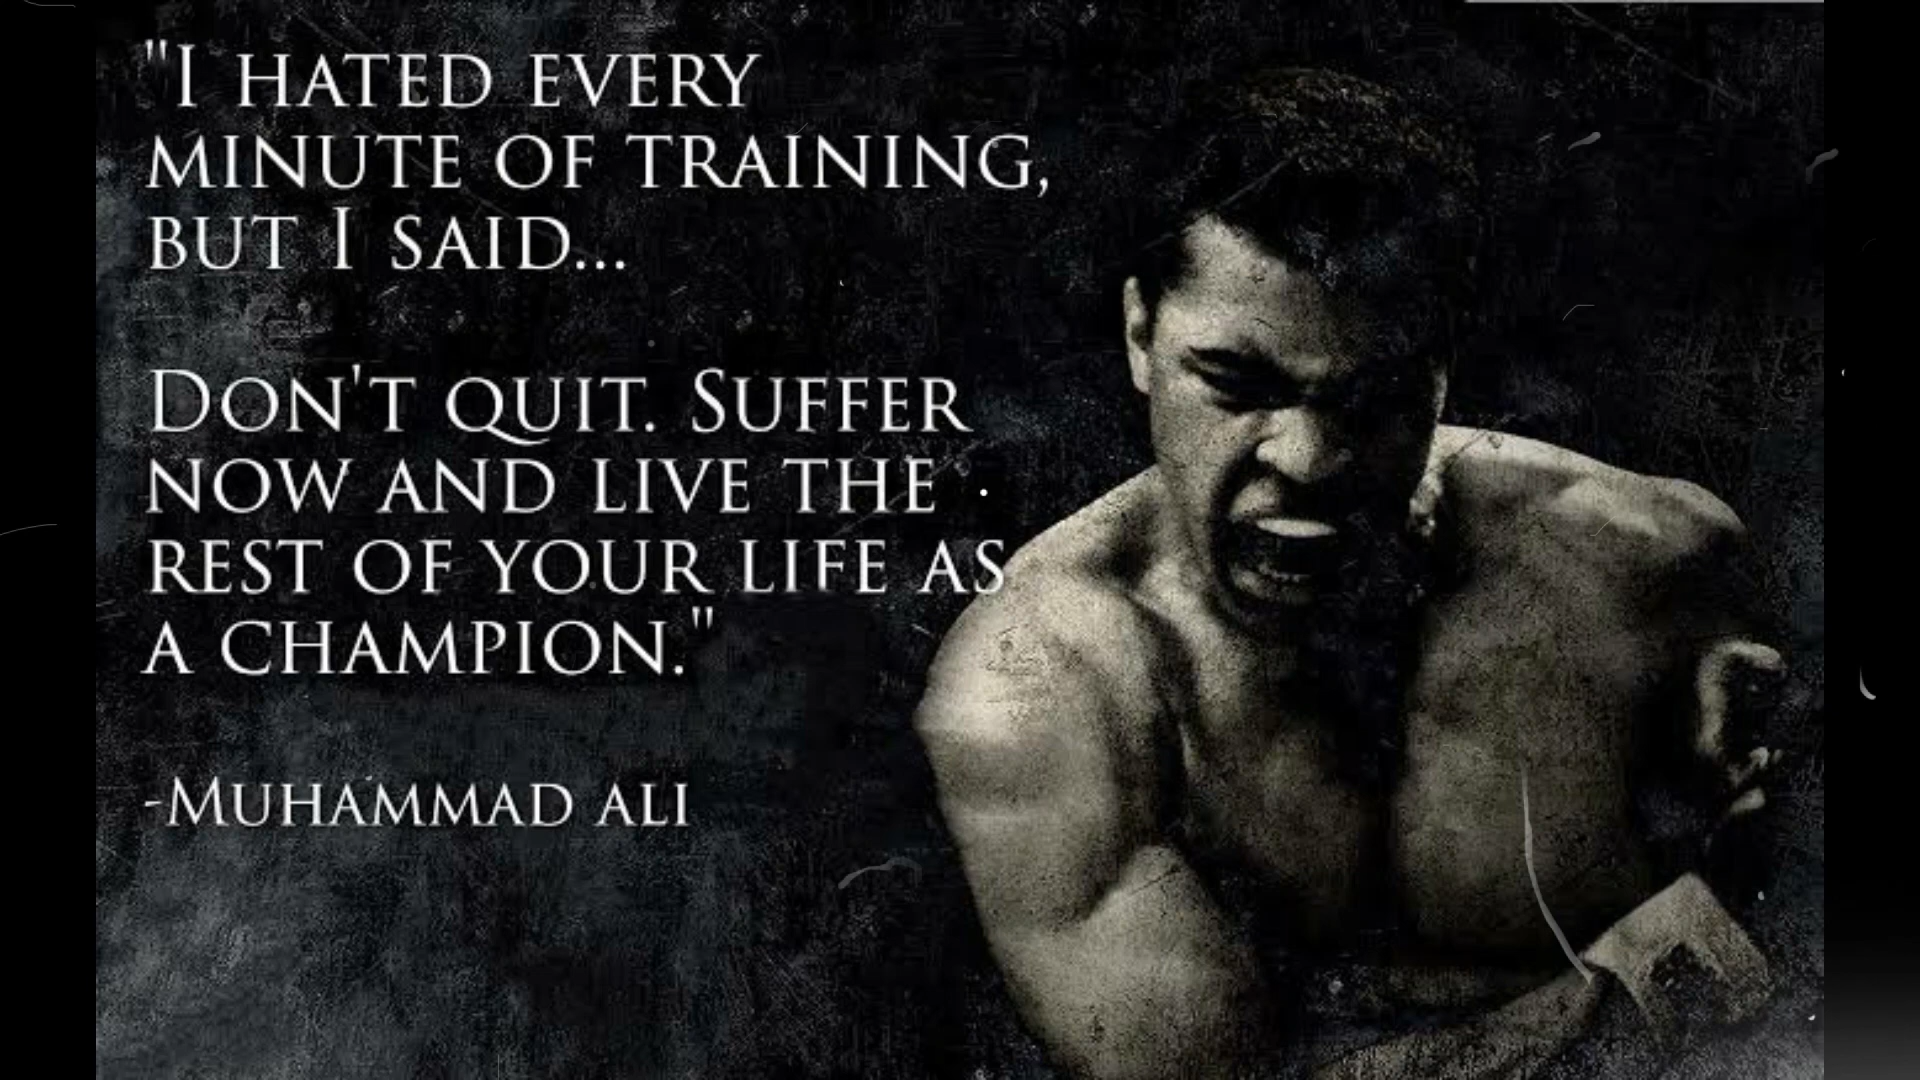 "I HATED EVERY
MINUTE OF TRAINING,
BUT I SAID...
DON'T QUIT. SUFFER
NOW AND LIVE THE
REST OF YOUR LIFE AS
A CHAMPION."
-MUHAMMAD ALI